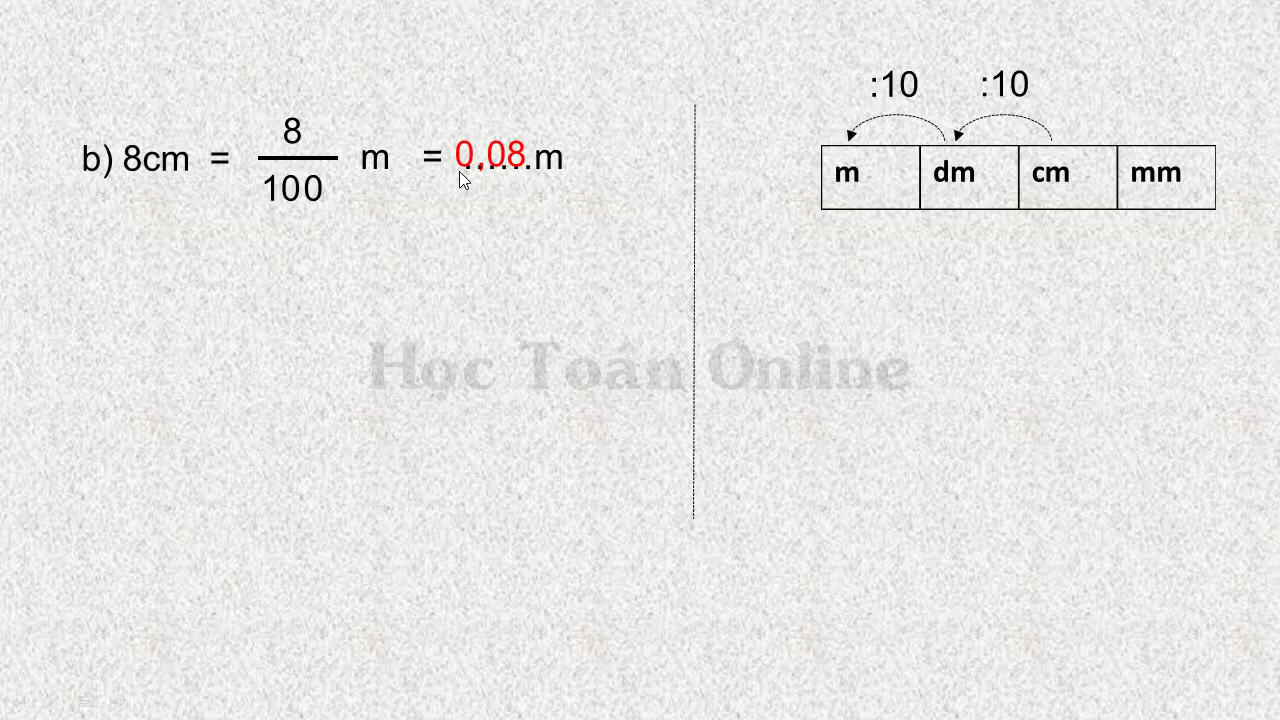 b) 8cm = 8/100 m = 0,08......m
:10 :10
m dm cm mm
Học Toán Online